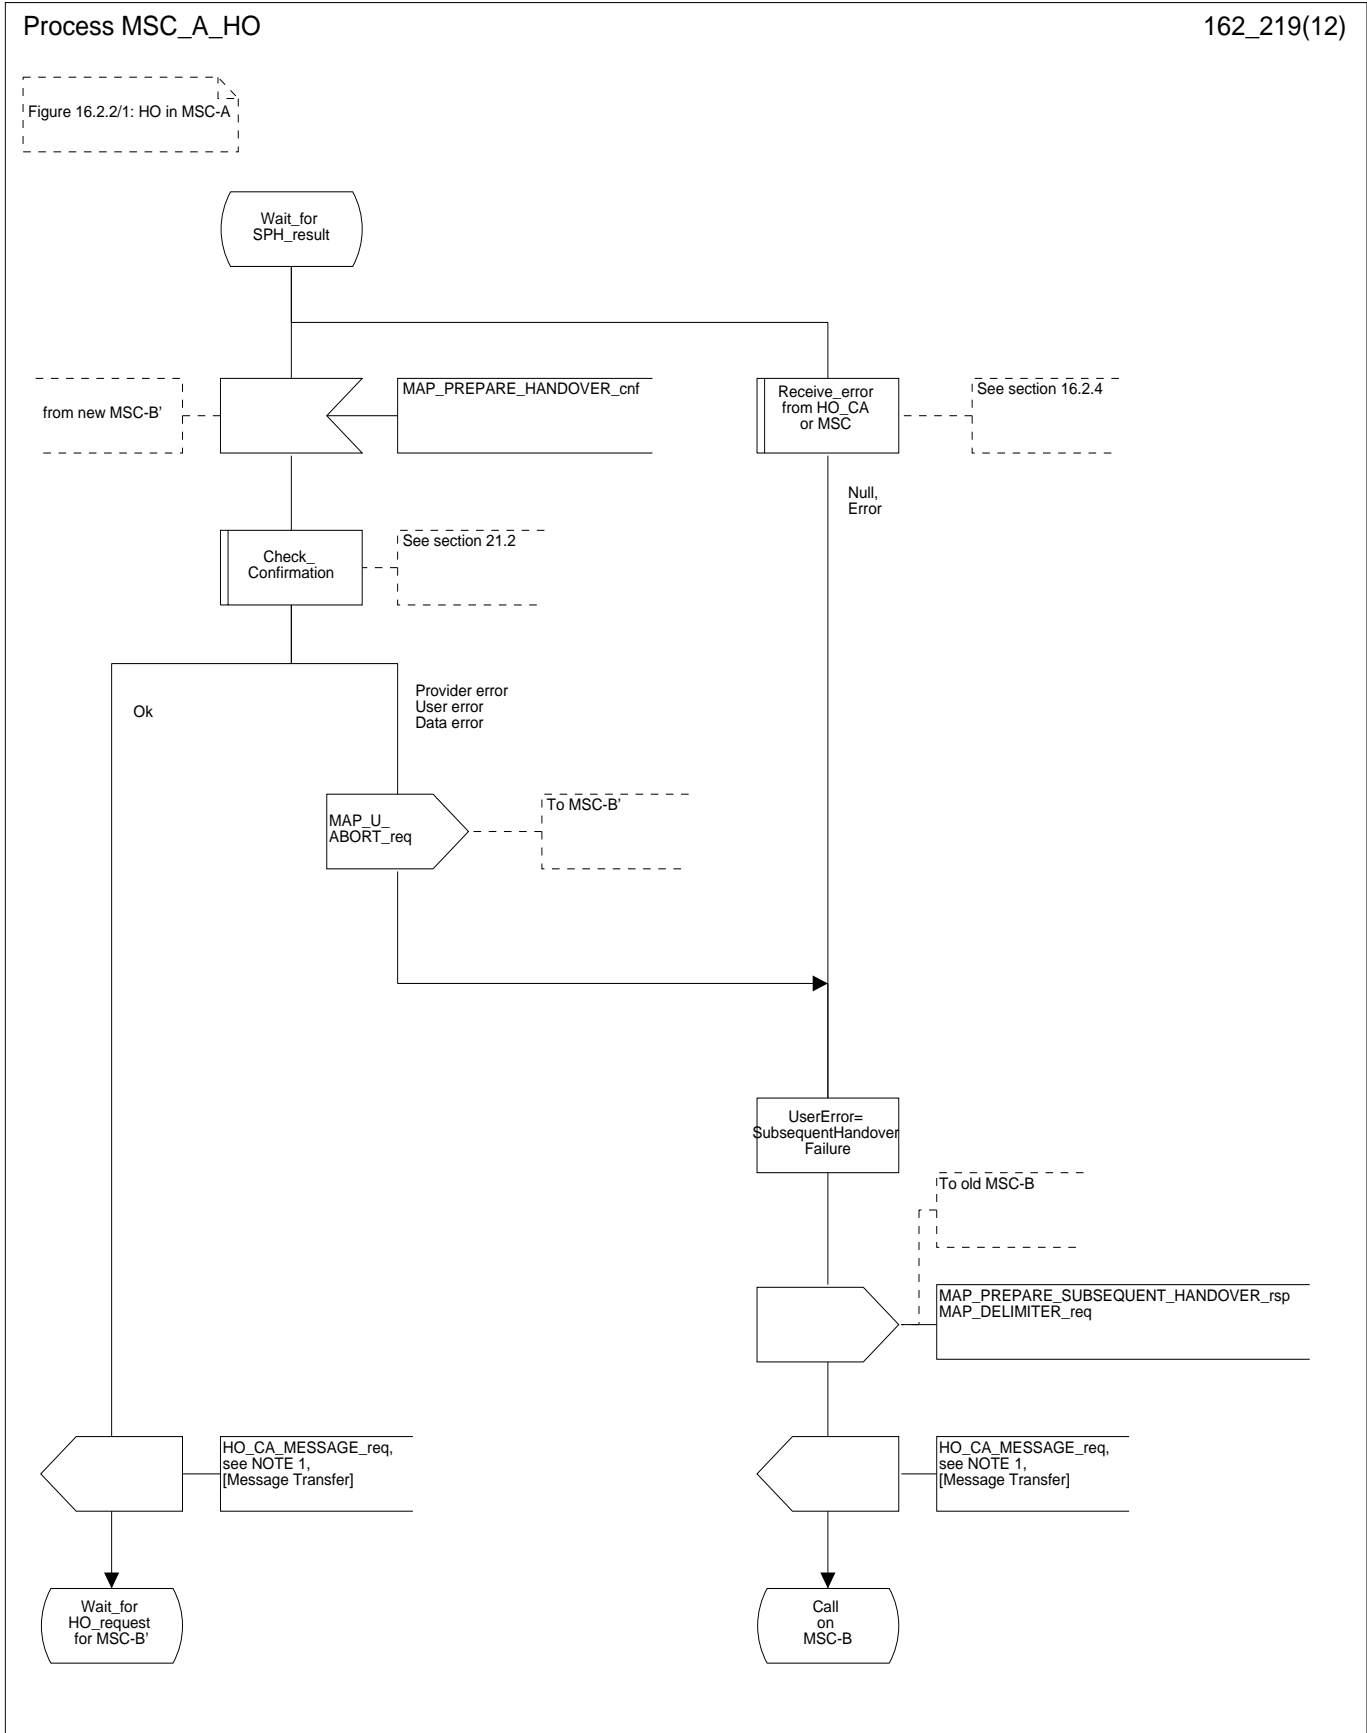 Process MSC_A_HO
162_219(12)
Figure 16.2.2/1: HO in MSC-A
Wait_for
SPH_result
from new MSC-B'
MAP_PREPARE_HANDOVER_cnf
Receive_error
from HO_CA
or MSC
See section 16.2.4
Null,
Error
Check_
Confirmation
See section 21.2
Ok
Provider error
User error
Data error
MAP_U_
ABORT_req
To MSC-B'
UserError=
SubsequentHandover
Failure
To old MSC-B
MAP_PREPARE_SUBSEQUENT_HANDOVER_rsp
MAP_DELIMITER_req
HO_CA_MESSAGE_req,
see NOTE 1,
[Message Transfer]
HO_CA_MESSAGE_req,
see NOTE 1,
[Message Transfer]
Wait_for
HO_request
for MSC-B'
Call
on
MSC-B